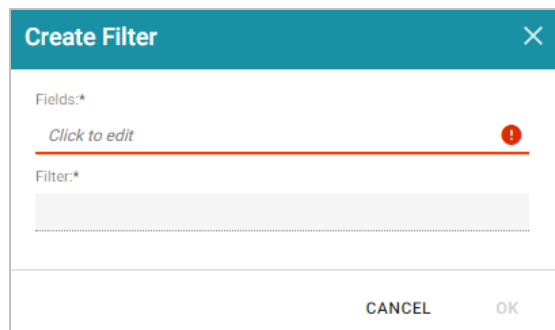 Create Filter
Fields:*
Click to edit
Filter:*
CANCEL OK